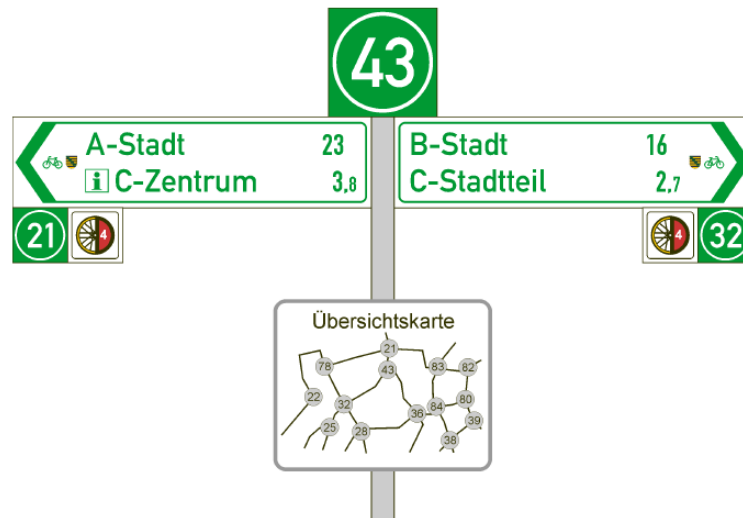 43
A-Stadt 23
i C-Zentrum 3,8
B-Stadt 16
C-Stadtteil 2,7
21 4
4 32
Übersichtskarte
21
78 43 83 82
22 32 36 84 80
25 28 38 39